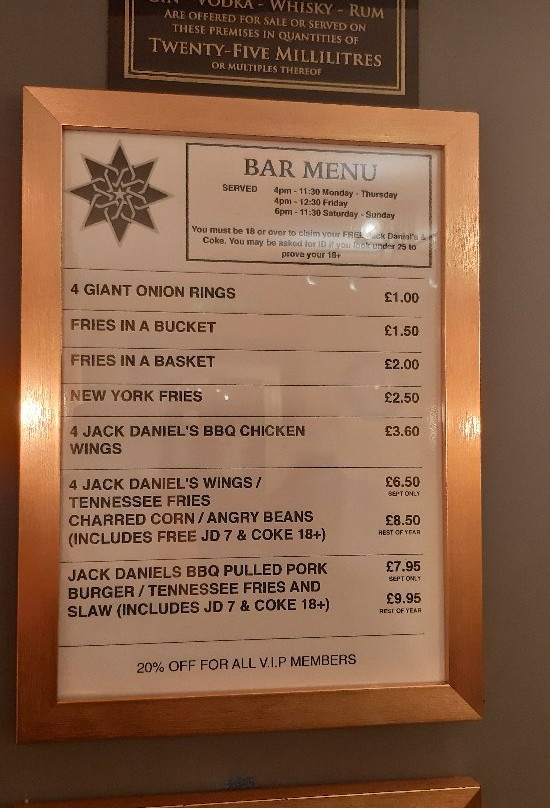 GIN - VODKA - WHISKY - RUM
ARE OFFERED FOR SALE OR SERVED ON
THESE PREMISES IN QUANTITIES OF
TWENTY-FIVE MILLILITRES
OR MULTIPLES THEREOF
BAR MENU
SERVED 4pm - 11:30 Monday - Thursday
4pm - 12:30 Friday
6pm - 11:30 Saturday - Sunday
You must be 18 or over to claim your FREE Jack Daniel's &
Coke. You may be asked for ID if you look under 25 to
prove your 18+
4 GIANT ONION RINGS £1.00
FRIES IN A BUCKET £1.50
FRIES IN A BASKET £2.00
NEW YORK FRIES £2.50
4 JACK DANIEL'S BBQ CHICKEN £3.60
WINGS
4 JACK DANIEL'S WINGS / £6.50
TENNESSEE FRIES SEPT ONLY
CHARRED CORN / ANGRY BEANS £8.50
(INCLUDES FREE JD 7 & COKE 18+) REST OF YEAR
JACK DANIELS BBQ PULLED PORK £7.95
BURGER / TENNESSEE FRIES AND SEPT ONLY
SLAW (INCLUDES JD 7 & COKE 18+) £9.95
REST OF YEAR
20% OFF FOR ALL V.I.P MEMBERS